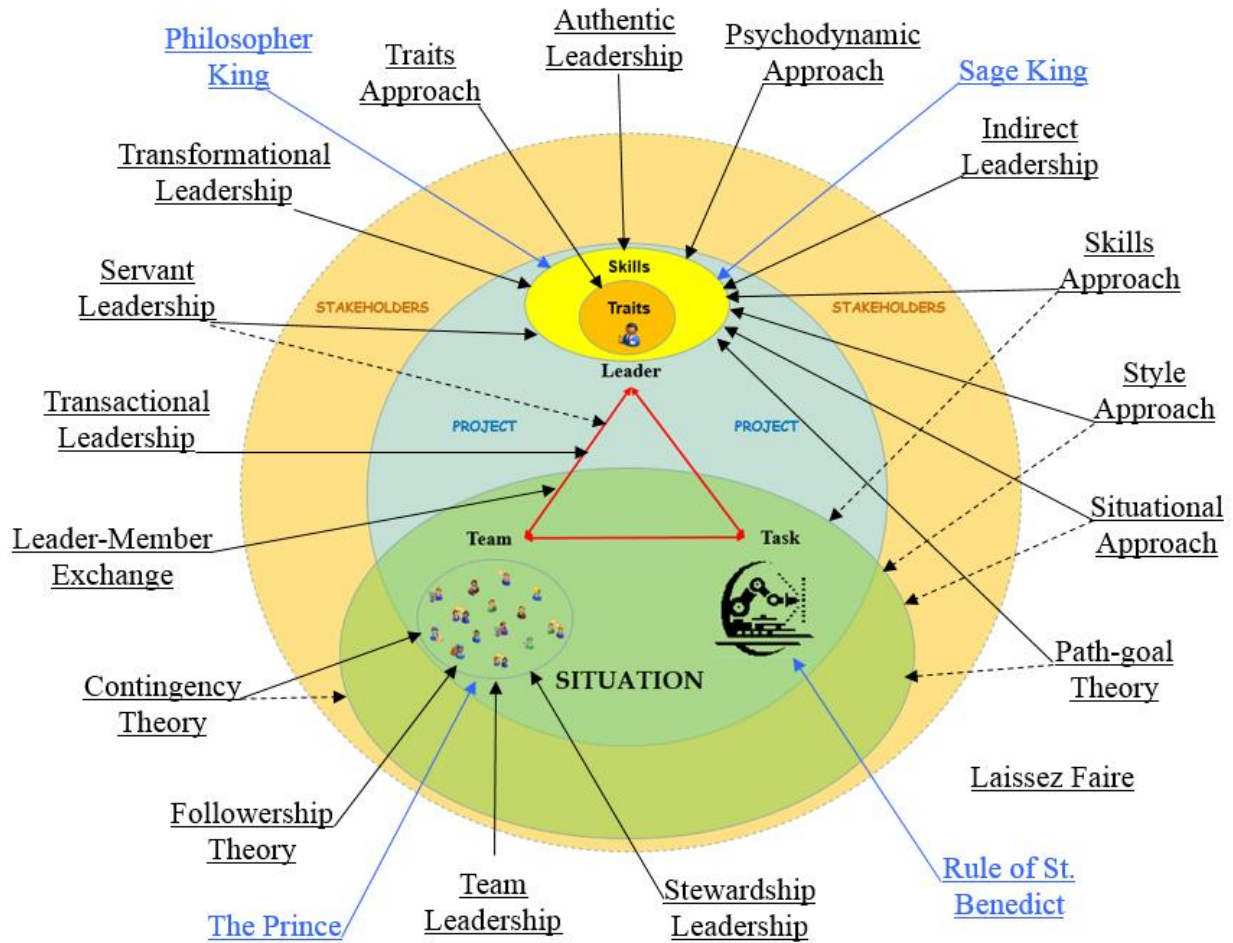 Philosopher
King
Traits
Approach
Authentic
Leadership
Psychodynamic
Approach
Sage King
Transformational
Leadership
Indirect
Leadership
Servant
Leadership
Skills
Approach
STAKEHOLDERS
Skills
Traits
STAKEHOLDERS
Leader
Transactional
Leadership
PROJECT
PROJECT
Style
Approach
Leader-Member
Exchange
Team
Task
Situational
Approach
Contingency
Theory
SITUATION
Path-goal
Theory
Laissez Faire
Followership
Theory
The Prince
Team
Leadership
Stewardship
Leadership
Rule of St.
Benedict